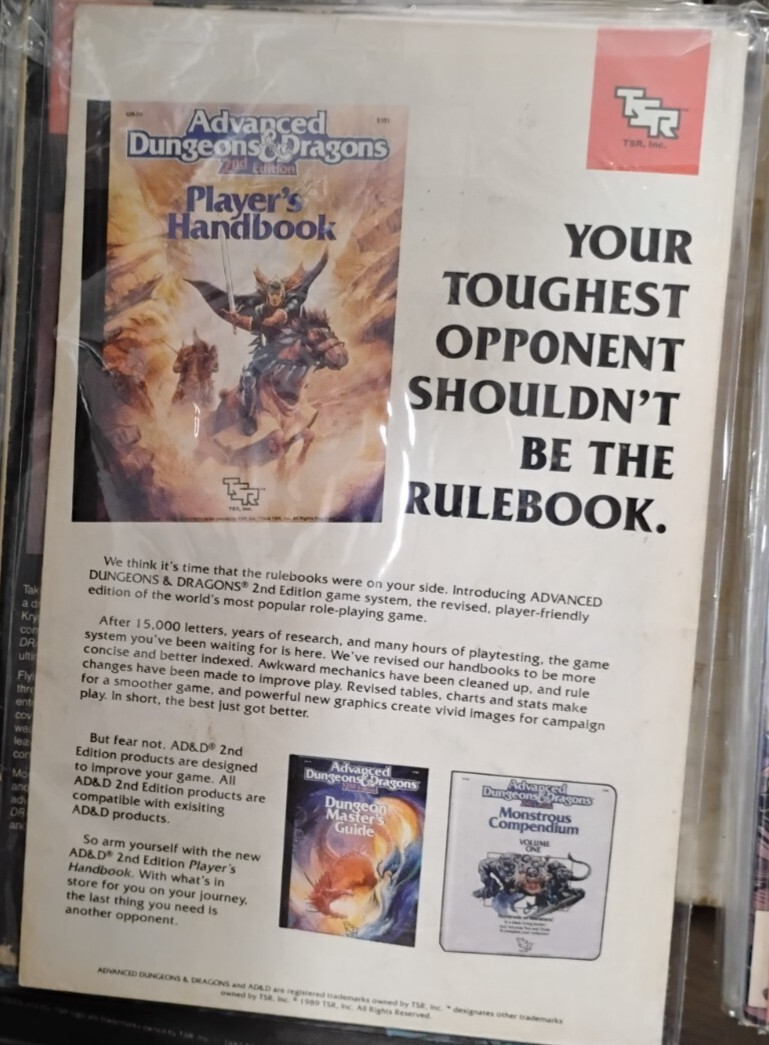 TSR
TSR, Inc.
Advanced
Dungeons & Dragons
2nd Edition
Player's
Handbook
TSR
TSR, Inc.
YOUR
TOUGHEST
OPPONENT
SHOULDN'T
BE THE
RULEBOOK.
We think it's time that the rulebooks were on your side. Introducing ADVANCED
DUNGEONS & DRAGONS® 2nd Edition game system, the revised, player-friendly
edition of the world's most popular role-playing game.
After 15,000 letters, years of research, and many hours of playtesting, the game
system you've been waiting for is here. We've revised our handbooks to be more
concise and better indexed. Awkward mechanics have been cleaned up, and rule
changes have been made to improve play. Revised tables, charts and stats make
for a smoother game, and powerful new graphics create vivid images for campaign
play. In short, the best just got better.
But fear not. AD&D® 2nd
Edition products are designed
to improve your game. All
AD&D 2nd Edition products are
compatible with exisiting
AD&D products.
So arm yourself with the new
AD&D® 2nd Edition Player's
Handbook. With what's in
store for you on your journey,
the last thing you need is
another opponent.
Advanced
Dungeons & Dragons
2nd Edition
Dungeon
Master's
Guide
Advanced
Dungeons & Dragons
Monstrous
Compendium
VOLUME
ONE
ADVANCED DUNGEONS & DRAGONS and AD&D are registered trademarks owned by TSR, Inc. ™ designates other trademarks
owned by TSR, Inc. © 1989 TSR, Inc. All Rights Reserved.